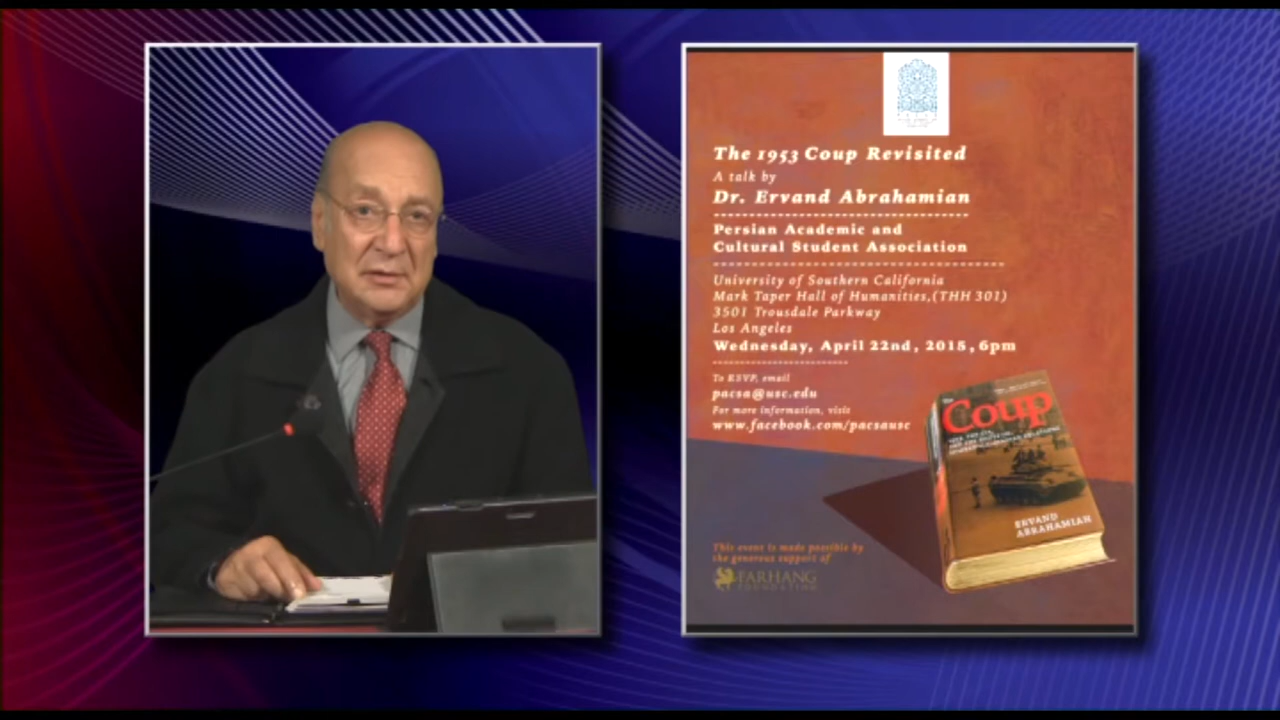 The 1953 Coup Revisited
A talk by
Dr. Ervand Abrahamian
Persian Academic and
Cultural Student Association
University of Southern California
Mark Taper Hall of Humanities,(THH 301)
3501 Trousdale Parkway
Los Angeles
Wednesday, April 22nd, 2015, 6pm
To RSVP, email
pacsa@usc.edu
For more information, visit
www.facebook.com/pacsausc
The
Coup
ERVAND
ABRAHAMIAN
This event is made possible by
the generous support of
FARHANG
FOUNDATION